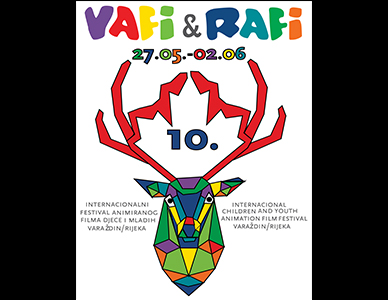 VAFi & RAFi
27.05.-02.06
10.
INTERNACIONALNI
FESTIVAL ANIMIRANOG
FILMA DJECE I MLADIH
VARAŽDIN/RIJEKA
INTERNACIONAL
CHILDREN AND YOUTH
ANIMATION FILM FESTIVAL
VARAŽDIN/RIJEKA